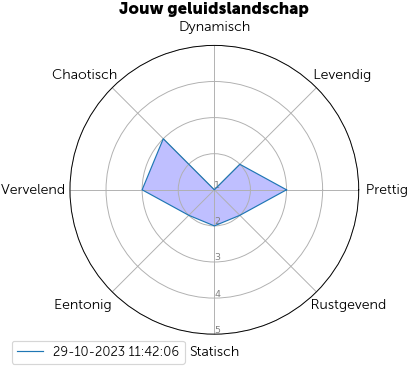 Jouw geluidslandschap
Dynamisch
Chaotisch
Levendig
Vervelend
1
Prettig
2
3
4
Eentonig
Rustgevend
5
29-10-2023 11:42:06
Statisch